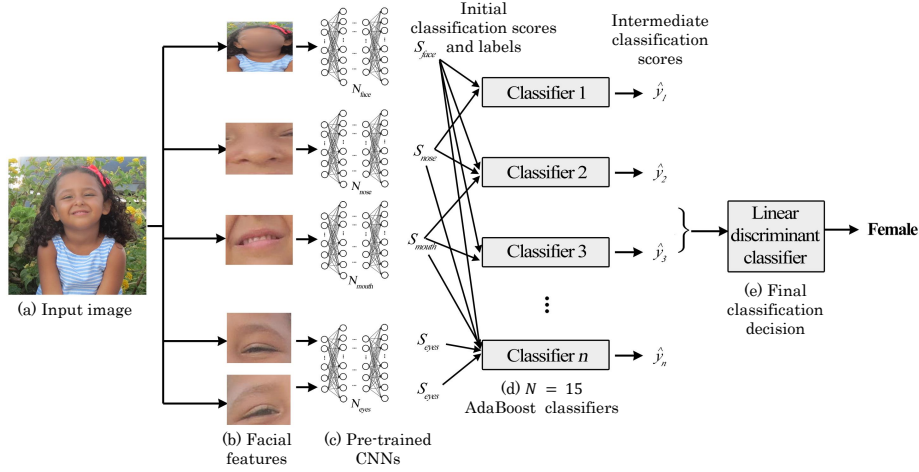 Initial
classification scores
and labels
Intermediate
classification
scores
S_face
S_nose
S_mouth
S_eyes
S_eyes
N_face
N_nose
N_mouth
N_eyes
Classifier 1
Classifier 2
Classifier 3
Classifier n
ŷ_1
ŷ_2
ŷ_3
ŷ_n
Linear
discriminant
classifier
Female
(a) Input image
(b) Facial
features
(c) Pre-trained
CNNs
(d) N = 15
AdaBoost classifiers
(e) Final
classification
decision